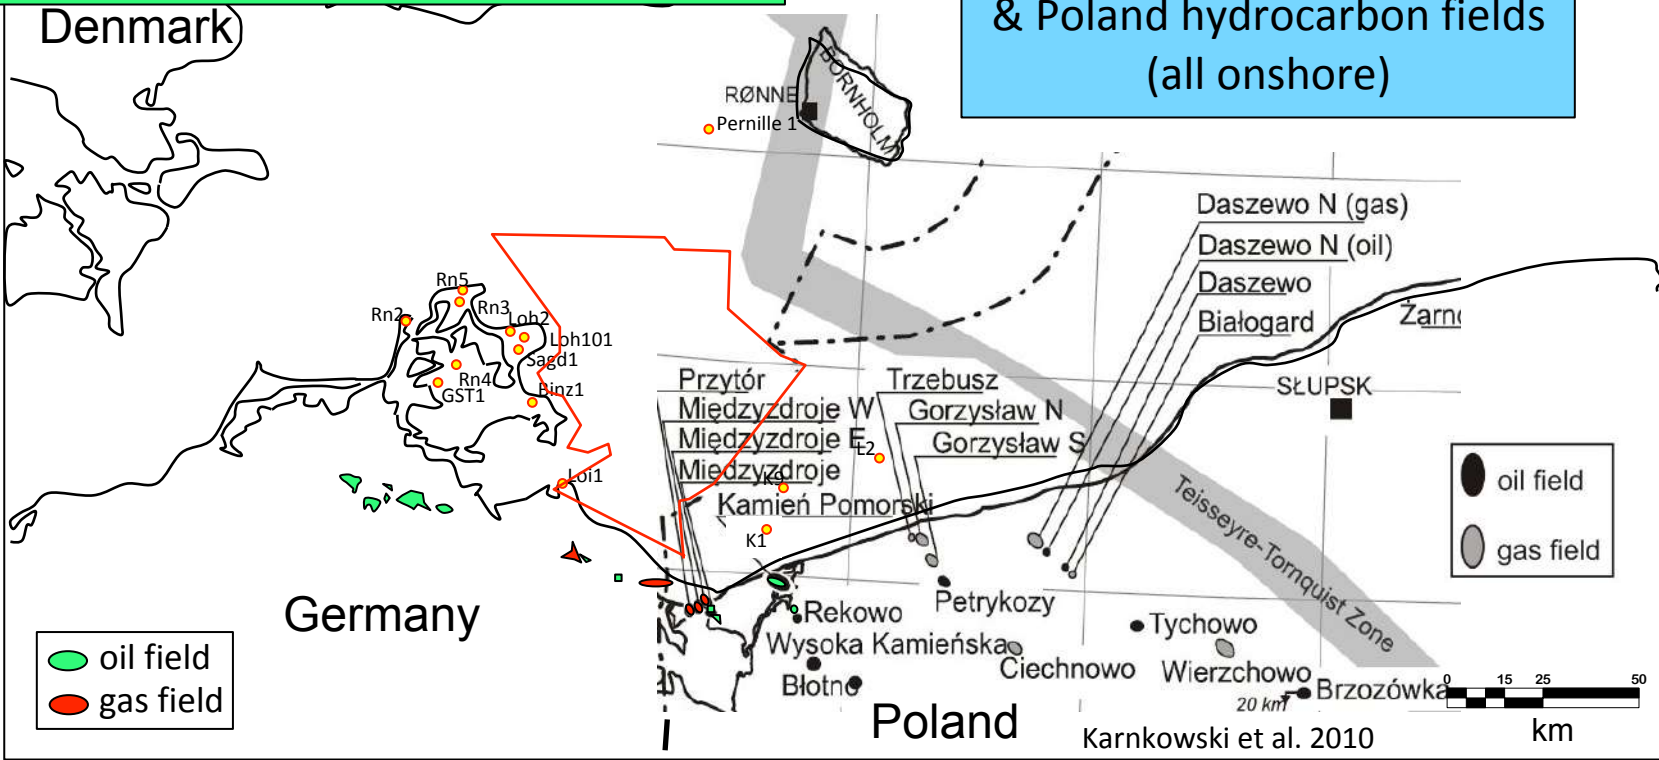 Denmark
& Poland hydrocarbon fields
(all onshore)
RØNNE
BORNHOLM
Pernille 1
Daszewo N (gas)
Daszewo N (oil)
Daszewo
Białogard
Rn5
Rn3
Rn2
Loh2
Loh101
Sagd1
Rn4
GST1
Binz1
Loi1
Przytór
Międzyzdroje W
Międzyzdroje E
Międzyzdroje
Kamień Pomorski
Trzebusz
Gorzysław N
Gorzysław S
E2
K9
K1
SŁUPSK
oil field
gas field
Teisseyre-Tornquist Zone
Germany
Rekowo
Petrykozy
Wysoka Kamieńska
Ciechnowo
Tychowo
Wierzchowo
Błotno
Brzozówka
20 km
oil field
gas field
Poland
Karnkowski et al. 2010
0 15 25 50
km